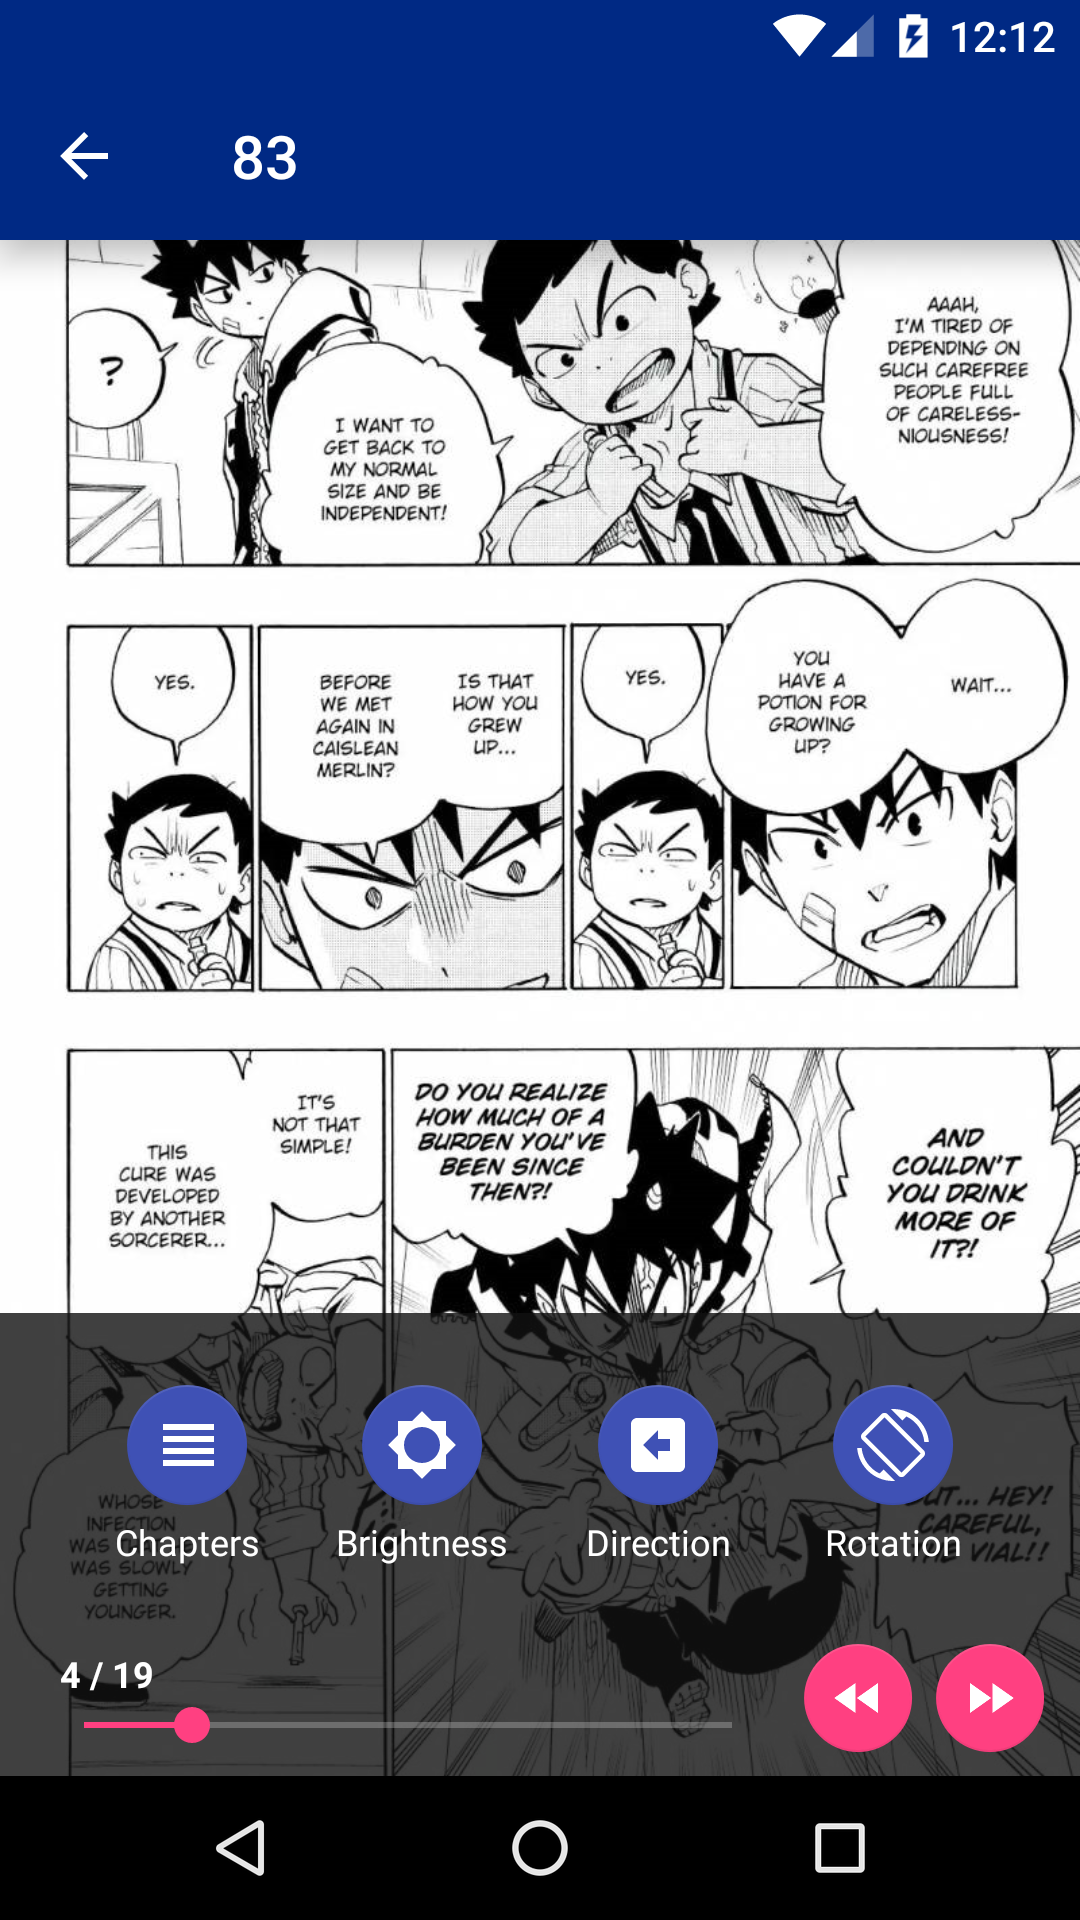 12:12
83
AAAH,
I'M TIRED OF
DEPENDING ON
SUCH CAREFREE
PEOPLE FULL
OF CARELESS-
NIOUSNESS!
?
I WANT TO
GET BACK TO
MY NORMAL
SIZE AND BE
INDEPENDENT!
WAIT...
YOU
HAVE A
POTION FOR
GROWING
UP?
YES.
IS THAT
HOW YOU
GREW
UP...
BEFORE
WE MET
AGAIN IN
CAISLEAN
MERLIN?
YES.
AND
COULDN'T
YOU DRINK
MORE OF
IT?!
DO YOU REALIZE
HOW MUCH OF A
BURDEN YOU'VE
BEEN SINCE
THEN?!
IT'S
NOT THAT
SIMPLE!
THIS
CURE WAS
DEVELOPED
BY ANOTHER
SORCERER...
HEY!
CAREFUL,
VIAL!!
WHOSE
INFECTION
WAS
WAS SLOWLY
GETTING
YOUNGER.
Chapters
Brightness
Direction
Rotation
4 / 19